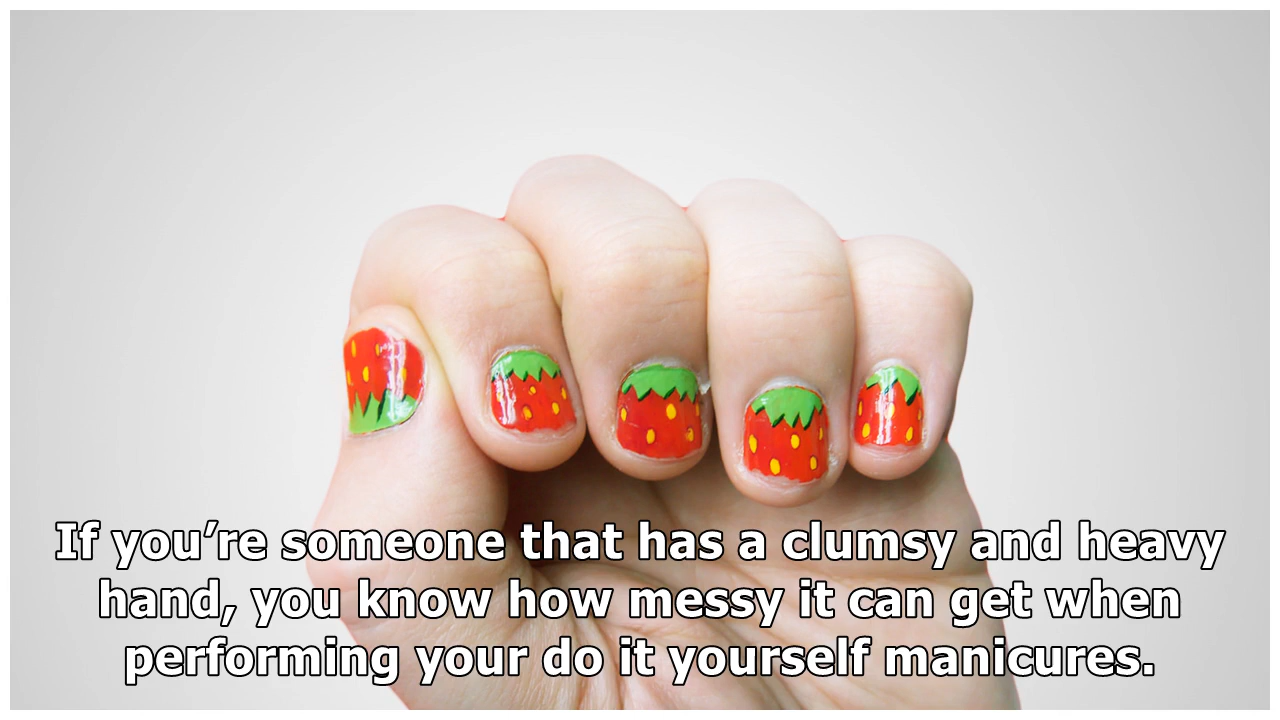 If you’re someone that has a clumsy and heavy
hand, you know how messy it can get when
performing your do it yourself manicures.